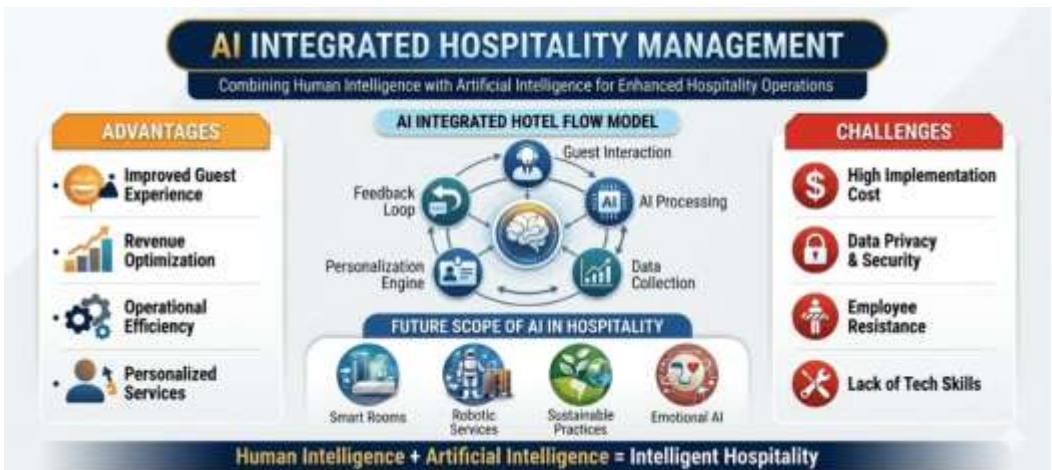 AI INTEGRATED HOSPITALITY MANAGEMENT
Combining Human Intelligence with Artificial Intelligence for Enhanced Hospitality Operations
ADVANTAGES
Improved Guest
Experience
Revenue
Optimization
Operational
Efficiency
Personalized
Services
AI INTEGRATED HOTEL FLOW MODEL
Guest Interaction
Feedback
Loop
AI
AI Processing
Personalization
Engine
Data
Collection
FUTURE SCOPE OF AI IN HOSPITALITY
Smart Rooms
Robotic
Services
Sustainable
Practices
Emotional AI
CHALLENGES
$
High Implementation
Cost
Data Privacy
& Security
Employee
Resistance
Lack of Tech Skills
Human Intelligence + Artificial Intelligence = Intelligent Hospitality